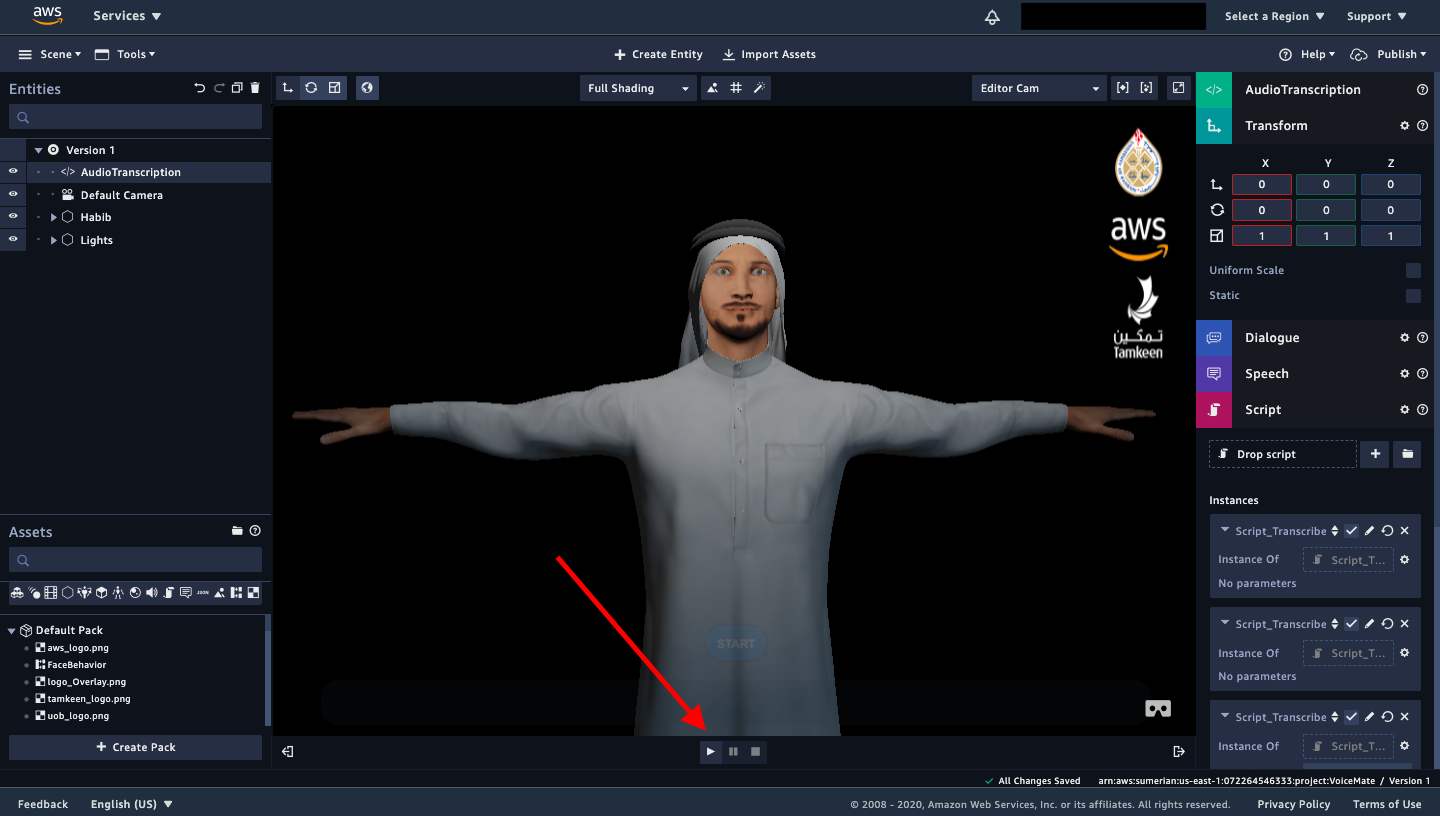 aws
Services
Select a Region
Support
Scene
Tools
Create Entity
Import Assets
Help
Publish
Entities
Full Shading
Editor Cam
Version 1
AudioTranscription
Default Camera
Habib
Lights
aws
تمكين
Tamkeen
START
Assets
JSON
Default Pack
aws_logo.png
FaceBehavior
logo_Overlay.png
tamkeen_logo.png
uob_logo.png
Create Pack
AudioTranscription
Transform
X Y Z
0 0 0
0 0 0
1 1 1
Uniform Scale
Static
Dialogue
Speech
Script
Drop script
Instances
Script_Transcribe
Instance Of Script_T...
No parameters
Script_Transcribe
Instance Of Script_T...
No parameters
Script_Transcribe
Instance Of Script_T...
All Changes Saved arn:aws:sumerian:us-east-1:072264546333:project:VoiceMate / Version 1
Feedback English (US)
© 2008 - 2020, Amazon Web Services, Inc. or its affiliates. All rights reserved. Privacy Policy Terms of Use